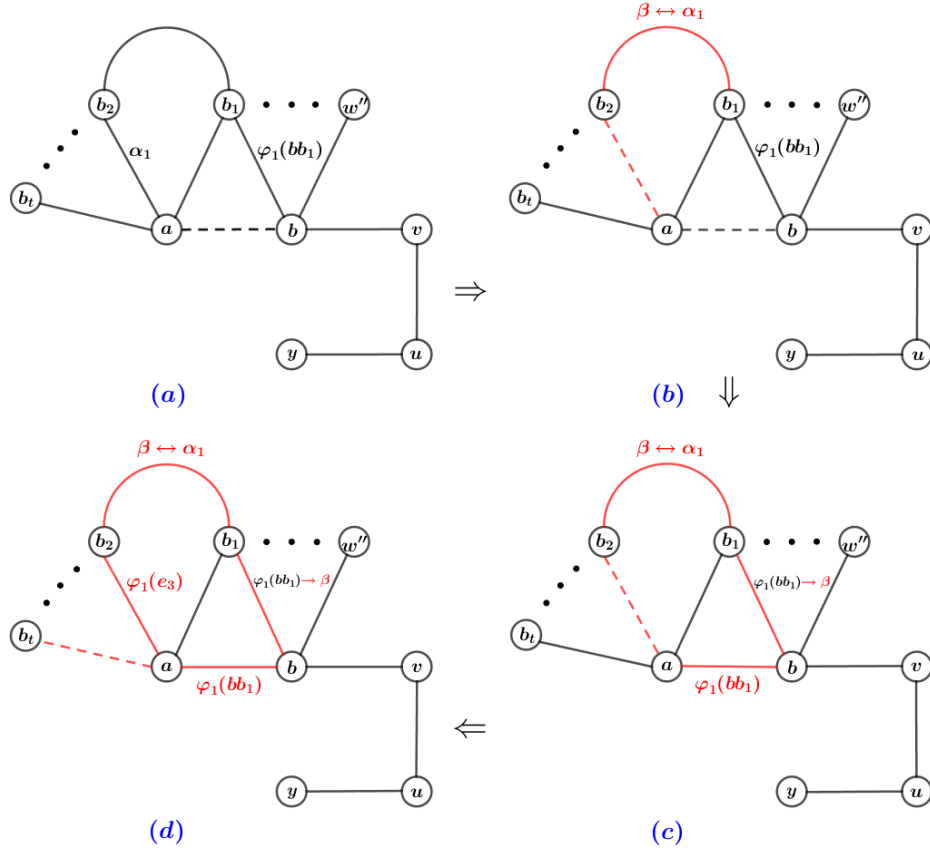 β ↔ α₁
b₂ b₁ w″ b₂ b₁ w″
α₁ φ₁(bb₁) φ₁(bb₁)
bₜ bₜ
a b v a b v
⇒
y u y u
(a) (b) ⇓
β ↔ α₁ β ↔ α₁
b₂ b₁ w″ b₂ b₁ w″
φ₁(e₃) φ₁(bb₁)→ β φ₁(bb₁)→ β
bₜ bₜ
a b v a b v
φ₁(bb₁) φ₁(bb₁)
⇐
y u y u
(d) (c)